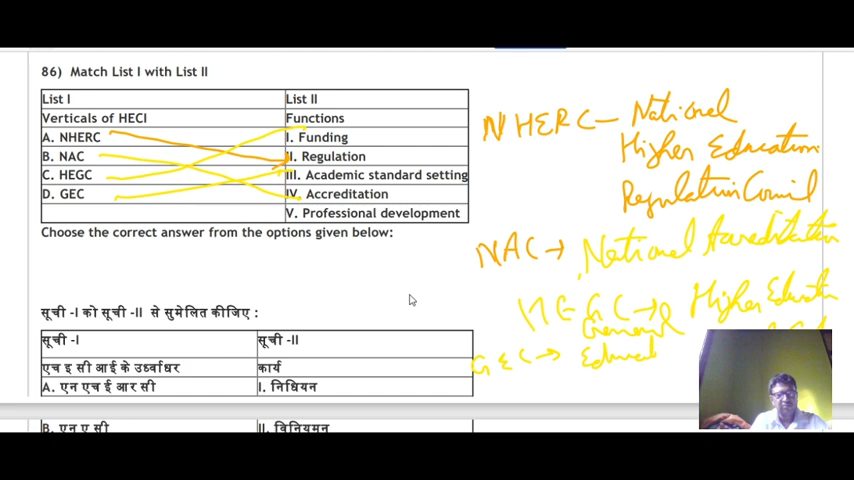 86) Match List I with List II
List I List II
Verticals of HECI Functions
A. NHERC I. Funding
B. NAC II. Regulation
C. HEGC III. Academic standard setting
D. GEC IV. Accreditation
V. Professional development
Choose the correct answer from the options given below:
सूची -I को सूची -II से सुमेलित कीजिए :
सूची -I सूची -II
एच इ सी आई के उर्ध्वाधर कार्य
A. एन एच ई आर सी I. निधियन
B. एन ए सी II. विनियमन
NHERC - National
Higher Education
Regulation Council
NAC → National Accreditation
HEGC → Higher Education
General
GEC → Educat